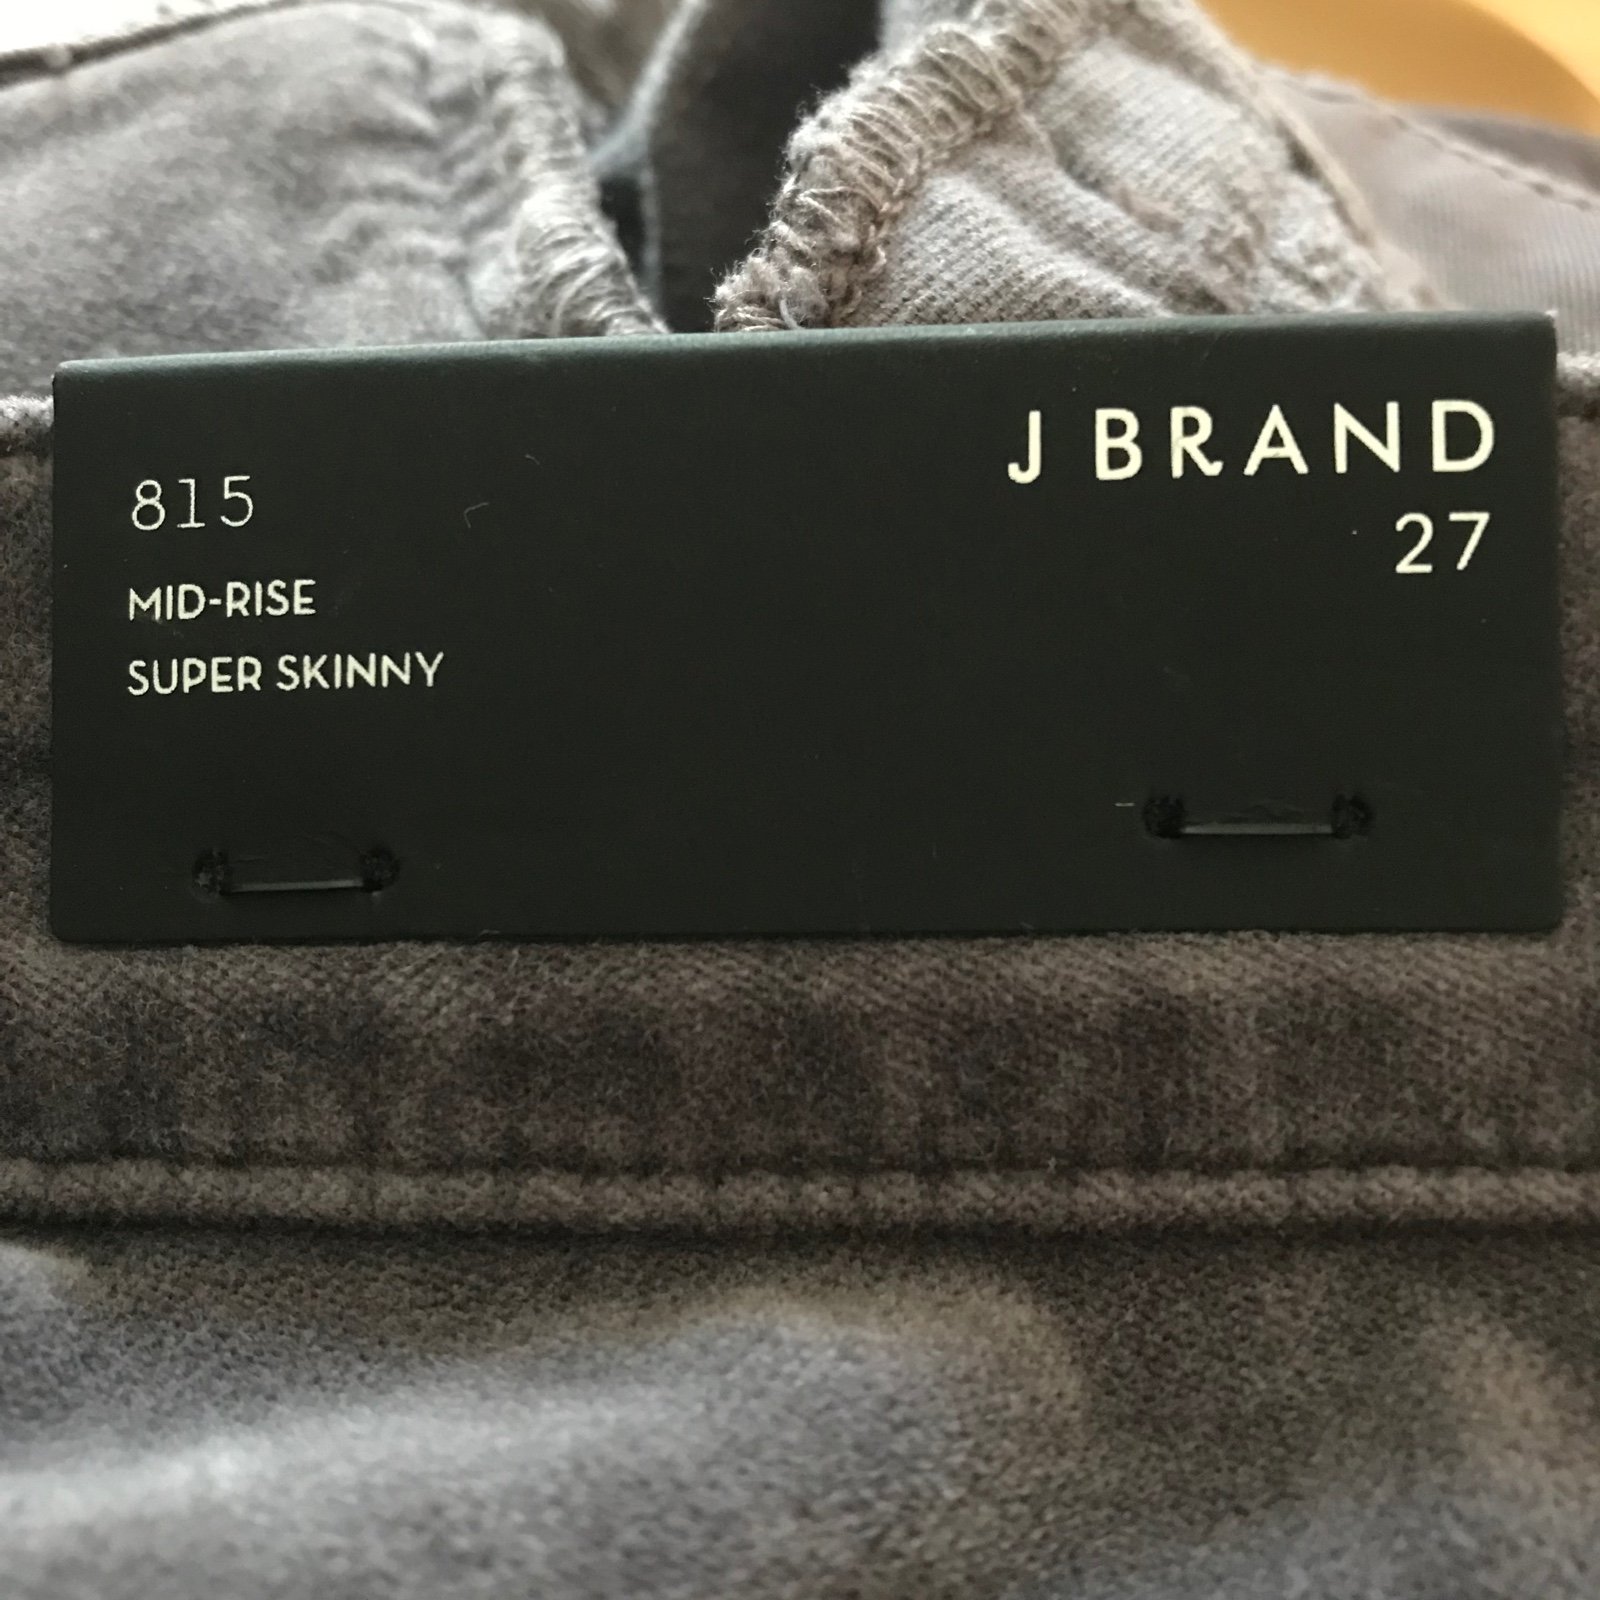 J BRAND
27
815
MID-RISE
SUPER SKINNY